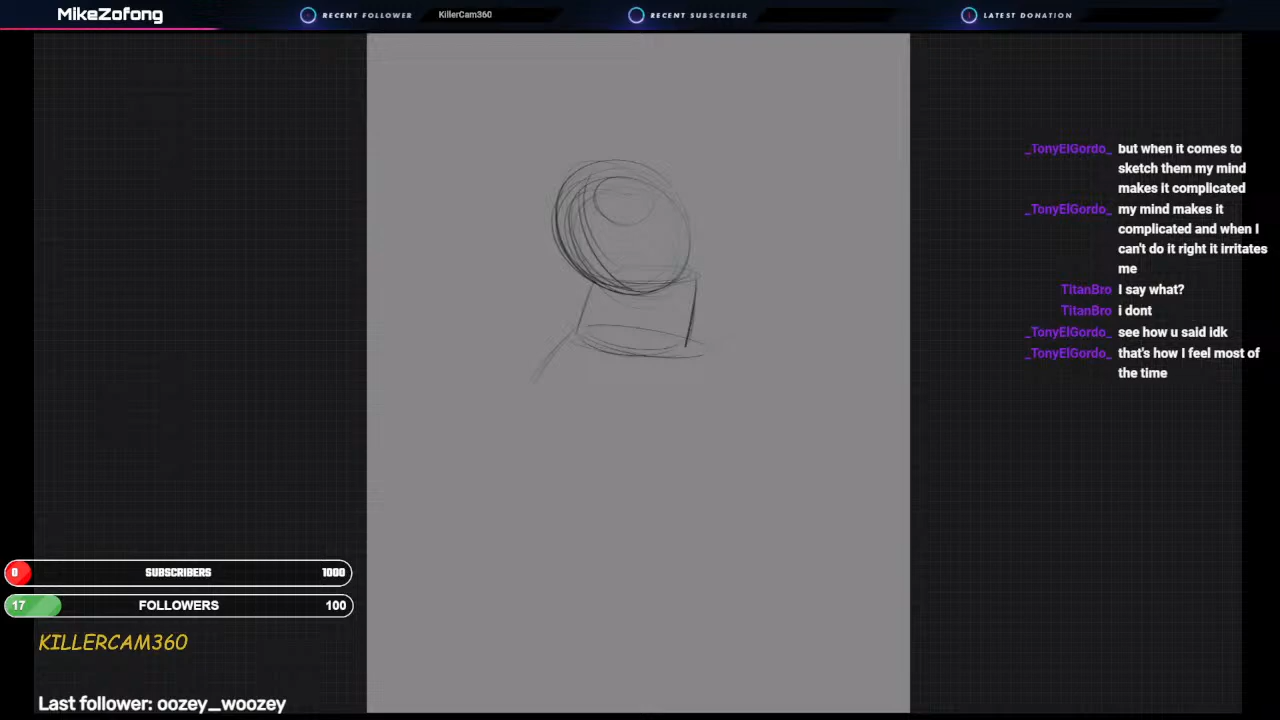 MikeZofong
RECENT FOLLOWER KillerCam360
RECENT SUBSCRIBER
LATEST DONATION
_TonyElGordo_ but when it comes to
sketch them my mind
makes it complicated
_TonyElGordo_ my mind makes it
complicated and when I
can't do it right it irritates
me
TitanBro I say what?
TitanBro i dont
_TonyElGordo_ see how u said idk
_TonyElGordo_ that's how I feel most of
the time
0 SUBSCRIBERS 1000
17 FOLLOWERS 100
KILLERCAM360
Last follower: oozey_woozey